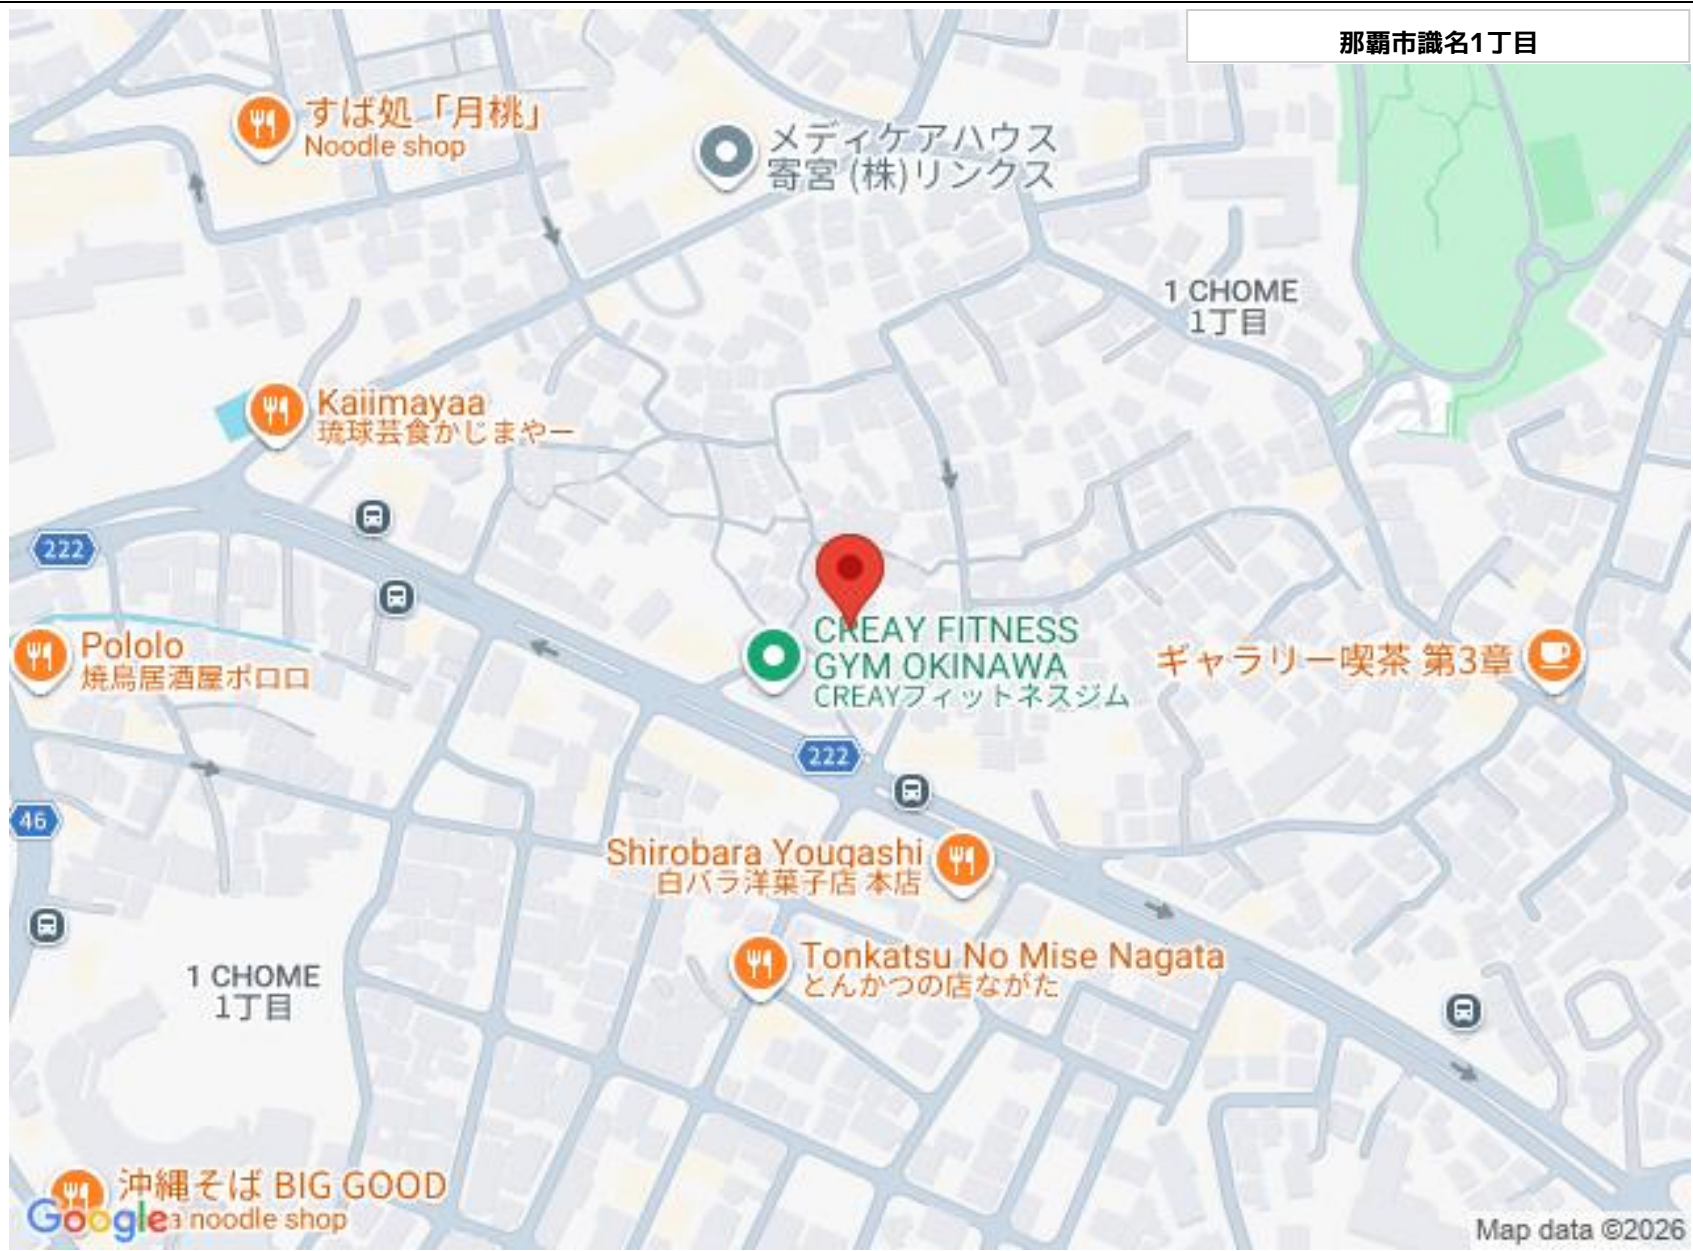 那覇市識名1丁目
すば処「月桃」
Noodle shop
メディケアハウス
寄宮 (株)リンクス
1 CHOME
1丁目
Kajimayaa
琉球芸食かじまやー
222
Pololo
焼鳥居酒屋ポロロ
CREAY FITNESS
GYM OKINAWA
CREAYフィットネスジム
ギャラリー喫茶 第3章
222
46
Shirobara Yougashi
白バラ洋菓子店 本店
Tonkatsu No Mise Nagata
とんかつの店ながた
1 CHOME
1丁目
沖縄そば BIG GOOD
noodle shop
Google
Map data ©2026